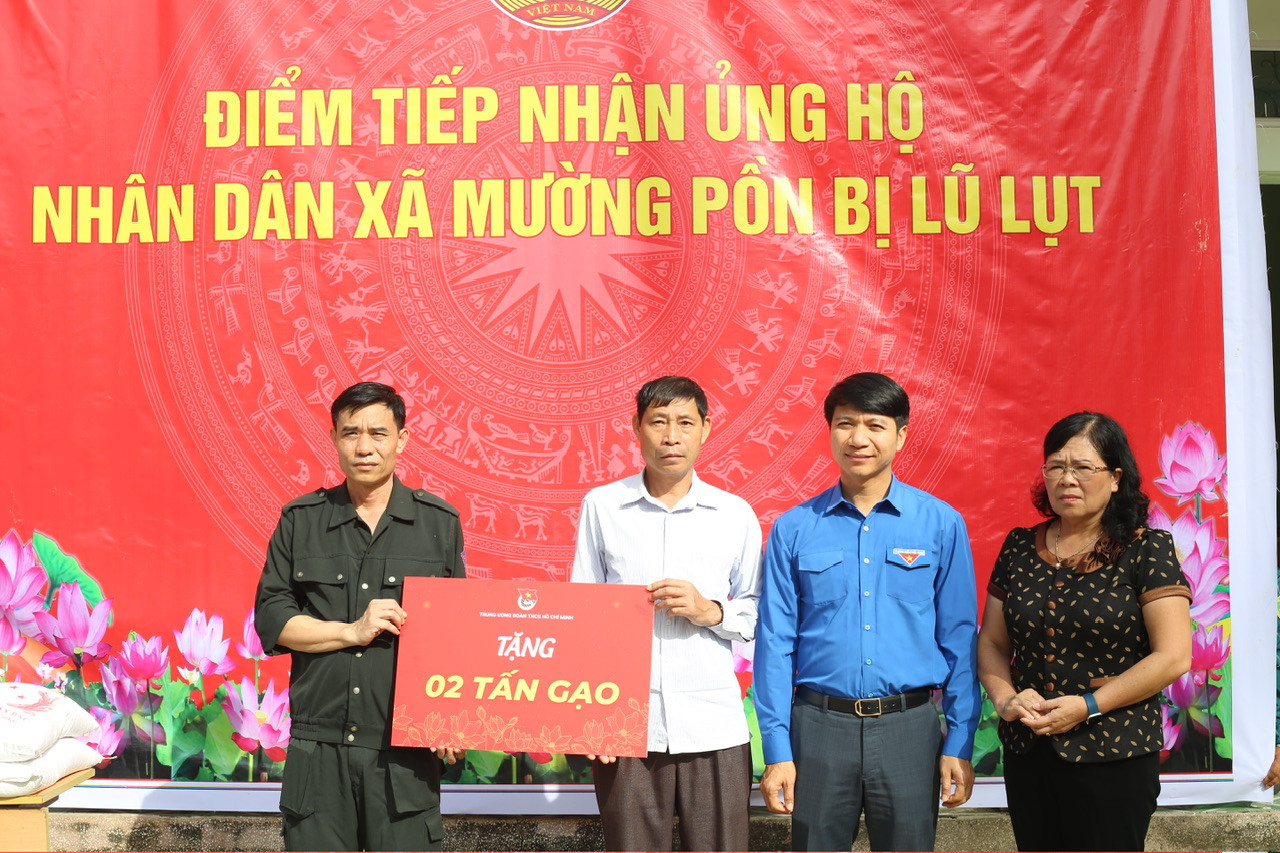 VIỆT NAM
ĐIỂM TIẾP NHẬN ỦNG HỘ
NHÂN DÂN XÃ MƯỜNG PỒN BỊ LŨ LỤT
TRUNG ƯƠNG ĐOÀN TNCS HỒ CHÍ MINH
TẶNG
02 TẤN GẠO